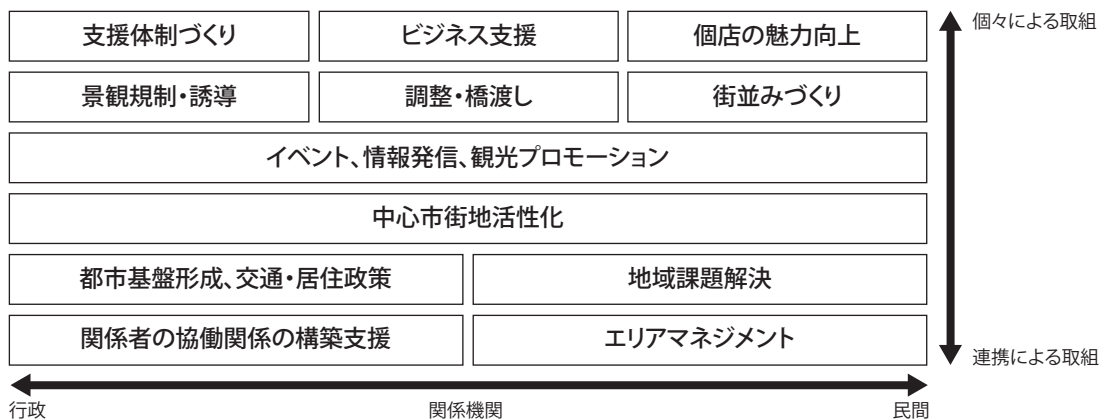 支援体制づくり
ビジネス支援
個店の魅力向上
個々による取組
景観規制・誘導
調整・橋渡し
街並みづくり
イベント、情報発信、観光プロモーション
中心市街地活性化
都市基盤形成、交通・居住政策
地域課題解決
関係者の協働関係の構築支援
エリアマネジメント
連携による取組
行政
関係機関
民間